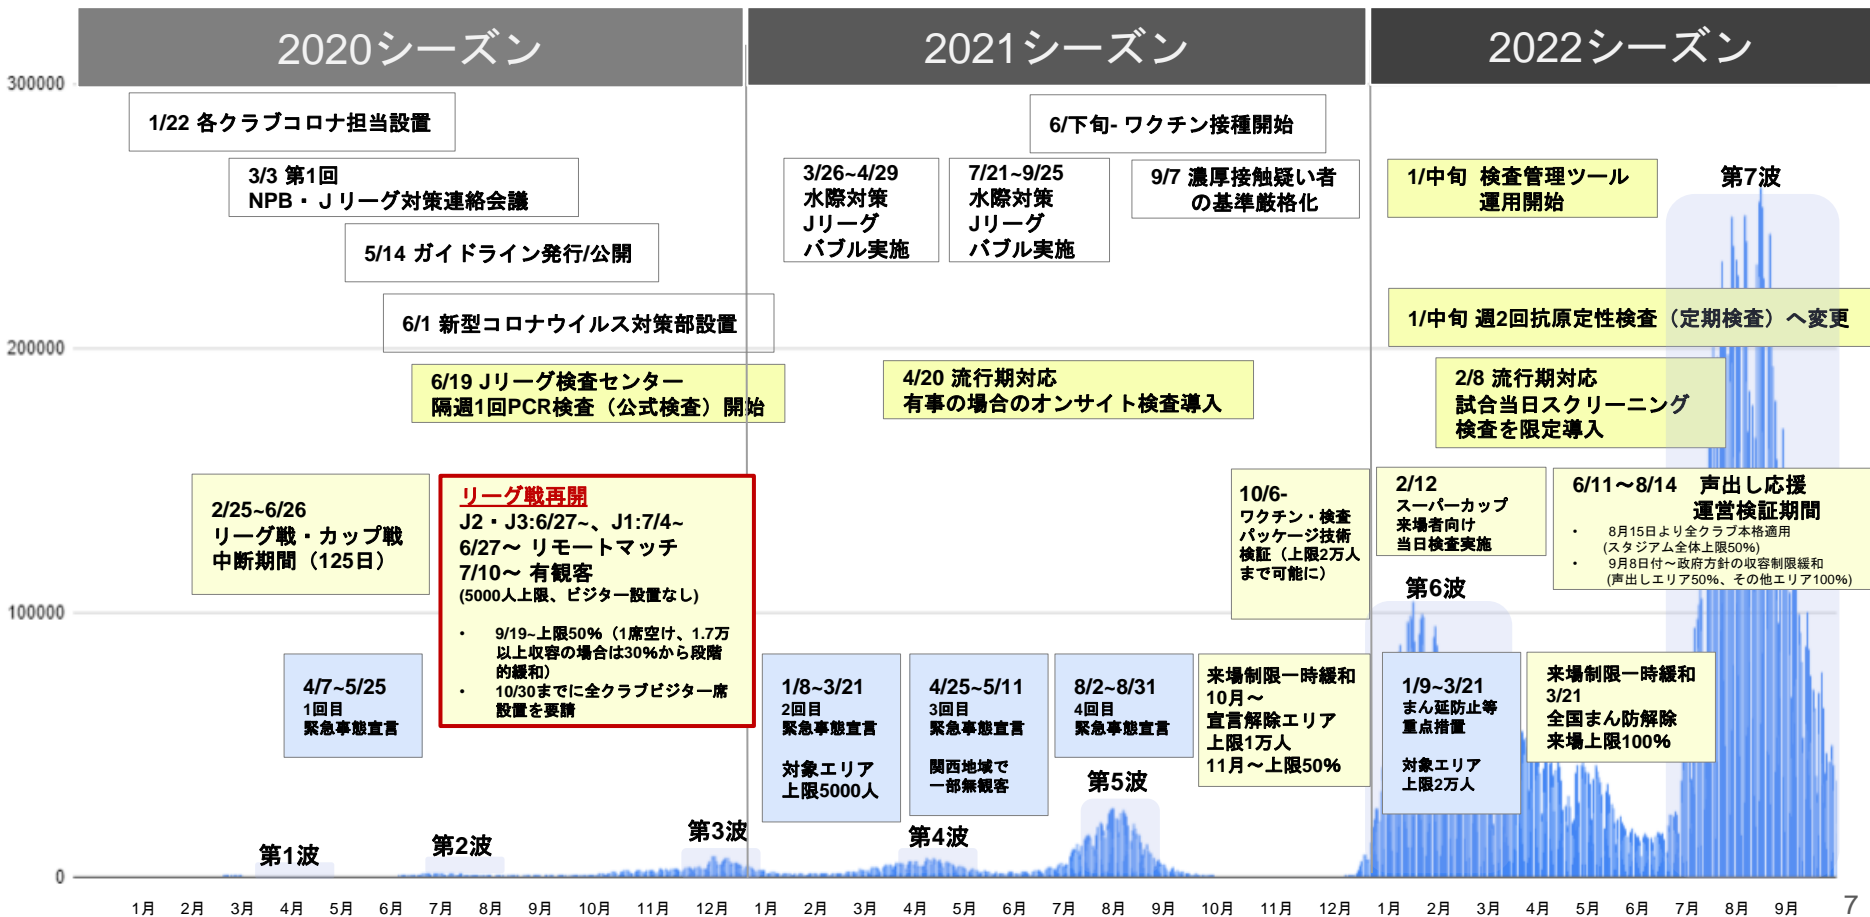 2020シーズン
2021シーズン
2022シーズン
300000
200000
100000
0
1/22 各クラブコロナ担当設置
3/3 第1回
NPB・Jリーグ対策連絡会議
5/14 ガイドライン発行/公開
6/1 新型コロナウイルス対策部設置
6/19 Jリーグ検査センター
隔週1回PCR検査（公式検査）開始
2/25~6/26
リーグ戦・カップ戦
中断期間（125日）
リーグ戦再開
J2・J3:6/27~、J1:7/4~
6/27～ リモートマッチ
7/10～ 有観客
(5000人上限、ビジター設置なし)
• 9/19~上限50%（1席空け、1.7万
以上収容の場合は30%から段階
的緩和）
• 10/30までに全クラブビジター席
設置を要請
4/7~5/25
1回目
緊急事態宣言
第1波
第2波
第3波
6/下旬- ワクチン接種開始
3/26~4/29
水際対策
Jリーグ
バブル実施
7/21~9/25
水際対策
Jリーグ
バブル実施
9/7 濃厚接触疑い者
の基準厳格化
4/20 流行期対応
有事の場合のオンサイト検査導入
10/6-
ワクチン・検査
パッケージ技術
検証（上限2万人
まで可能に）
1/8~3/21
2回目
緊急事態宣言
対象エリア
上限5000人
4/25~5/11
3回目
緊急事態宣言
関西地域で
一部無観客
8/2~8/31
4回目
緊急事態宣言
来場制限一時緩和
10月～
宣言解除エリア
上限1万人
11月～上限50%
第4波
第5波
1/中旬 検査管理ツール
運用開始
第7波
1/中旬 週2回抗原定性検査（定期検査）へ変更
2/8 流行期対応
試合当日スクリーニング
検査を限定導入
2/12
スーパーカップ
来場者向け
当日検査実施
6/11～8/14 声出し応援
運営検証期間
• 8月15日より全クラブ本格適用
(スタジアム全体上限50%)
• 9月8日付～政府方針の収容制限緩和
(声出しエリア50%、その他エリア100%)
第6波
1/9~3/21
まん延防止等
重点措置
対象エリア
上限2万人
来場制限一時緩和
3/21
全国まん防解除
来場上限100%
1月 2月 3月 4月 5月 6月 7月 8月 9月 10月 11月 12月 1月 2月 3月 4月 5月 6月 7月 8月 9月 10月 11月 12月 1月 2月 3月 4月 5月 6月 7月 8月 9月
7